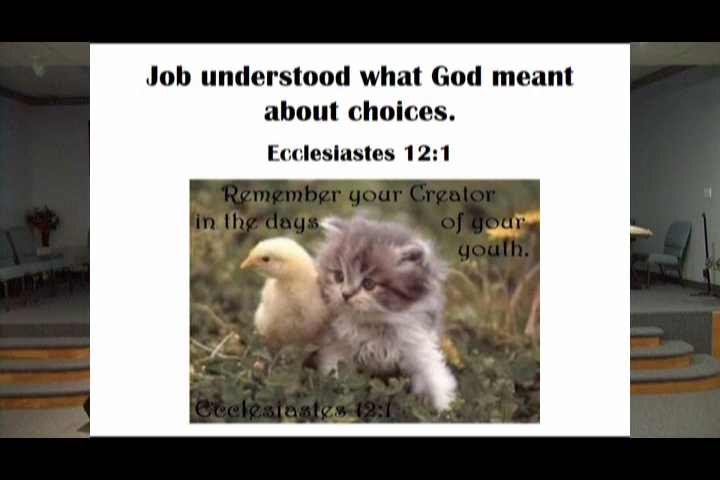 Job understood what God meant
about choices.
Ecclesiastes 12:1
Remember your Creator
in the days of your
youth.
Ecclesiastes 12:1